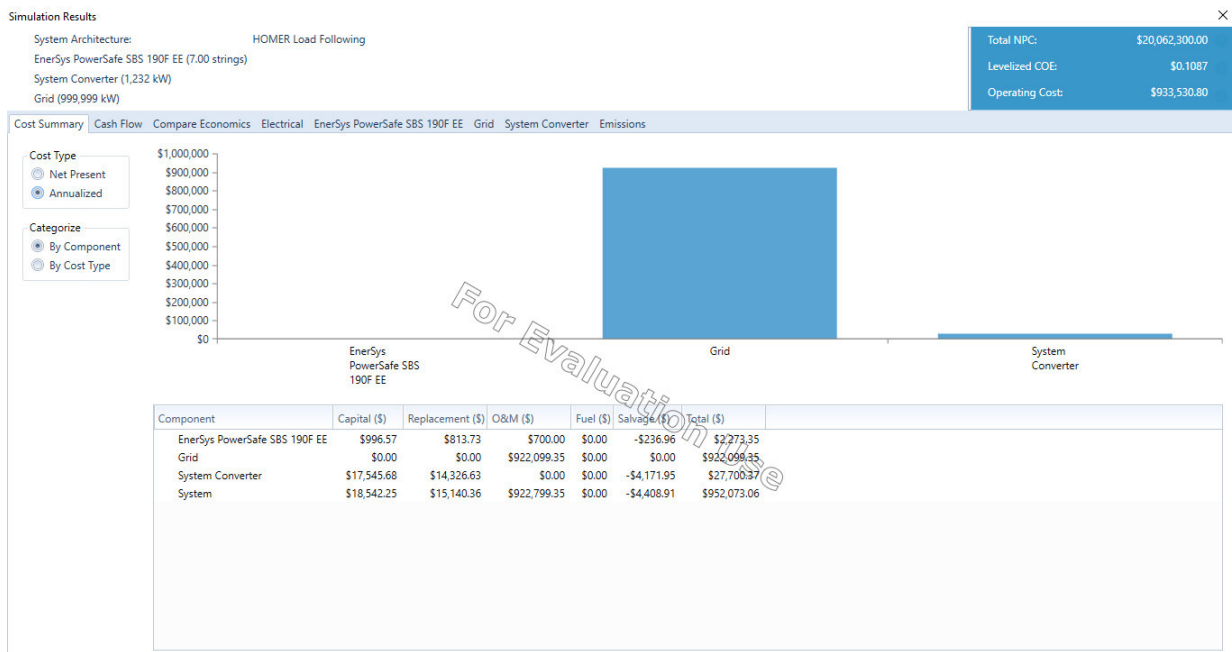 Simulation Results
System Architecture: HOMER Load Following
EnerSys PowerSafe SBS 190F EE (7.00 strings)
System Converter (1,232 kW)
Grid (999,999 kW)
Total NPC: $20,062,300.00
Levelized COE: $0.1087
Operating Cost: $933,530.80
Cost Summary Cash Flow Compare Economics Electrical EnerSys PowerSafe SBS 190F EE Grid System Converter Emissions
Cost Type
Net Present
Annualized
Categorize
By Component
By Cost Type
$1,000,000
$900,000
$800,000
$700,000
$600,000
$500,000
$400,000
$300,000
$200,000
$100,000
$0
EnerSys
PowerSafe SBS
190F EE
Grid
System
Converter
For Evaluation Use
Component Capital ($) Replacement ($) O&M ($) Fuel ($) Salvage ($) Total ($)
EnerSys PowerSafe SBS 190F EE $996.57 $813.73 $700.00 $0.00 -$236.96 $2,273.35
Grid $0.00 $0.00 $922,099.35 $0.00 $0.00 $922,099.35
System Converter $17,545.68 $14,326.63 $0.00 $0.00 -$4,171.95 $27,700.37
System $18,542.25 $15,140.36 $922,799.35 $0.00 -$4,408.91 $952,073.06